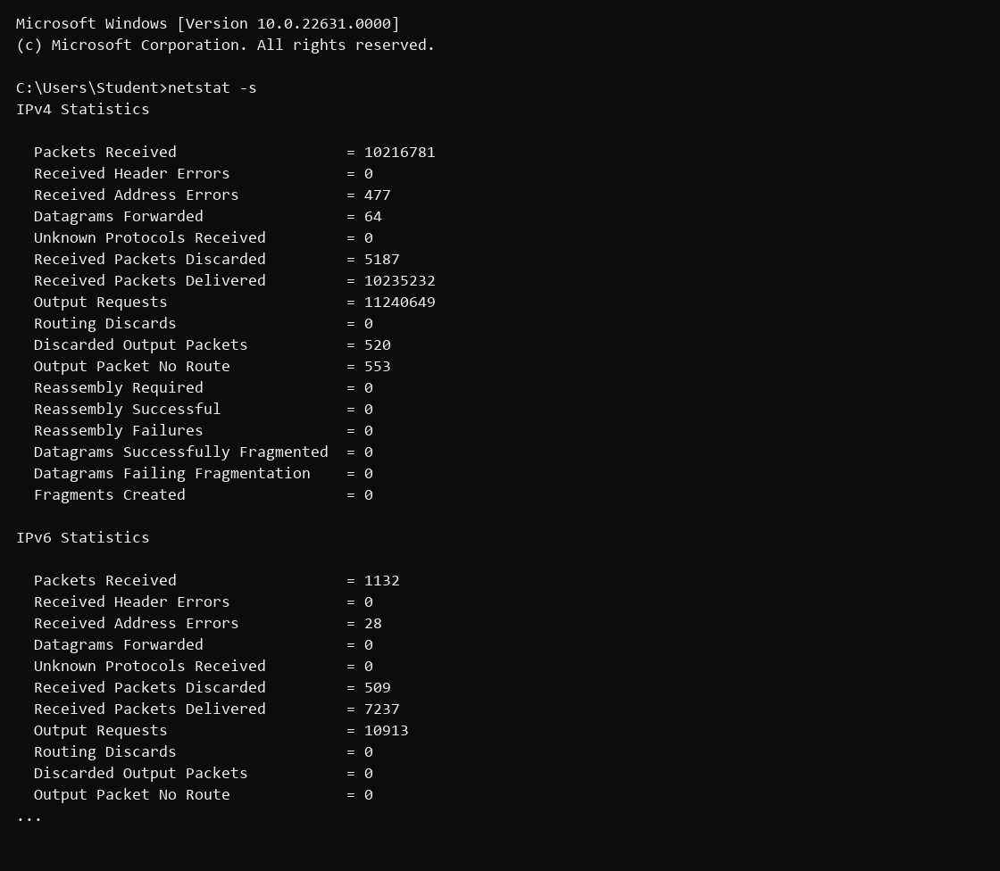 Microsoft Windows [Version 10.0.22631.0000]
(c) Microsoft Corporation. All rights reserved.

C:\Users\Student>netstat -s
IPv4 Statistics

  Packets Received                   = 10216781
  Received Header Errors             = 0
  Received Address Errors            = 477
  Datagrams Forwarded                = 64
  Unknown Protocols Received         = 0
  Received Packets Discarded         = 5187
  Received Packets Delivered         = 10235232
  Output Requests                    = 11240649
  Routing Discards                   = 0
  Discarded Output Packets           = 520
  Output Packet No Route             = 553
  Reassembly Required                = 0
  Reassembly Successful              = 0
  Reassembly Failures                = 0
  Datagrams Successfully Fragmented  = 0
  Datagrams Failing Fragmentation    = 0
  Fragments Created                  = 0

IPv6 Statistics

  Packets Received                   = 1132
  Received Header Errors             = 0
  Received Address Errors            = 28
  Datagrams Forwarded                = 0
  Unknown Protocols Received         = 0
  Received Packets Discarded         = 509
  Received Packets Delivered         = 7237
  Output Requests                    = 10913
  Routing Discards                   = 0
  Discarded Output Packets           = 0
  Output Packet No Route             = 0
...